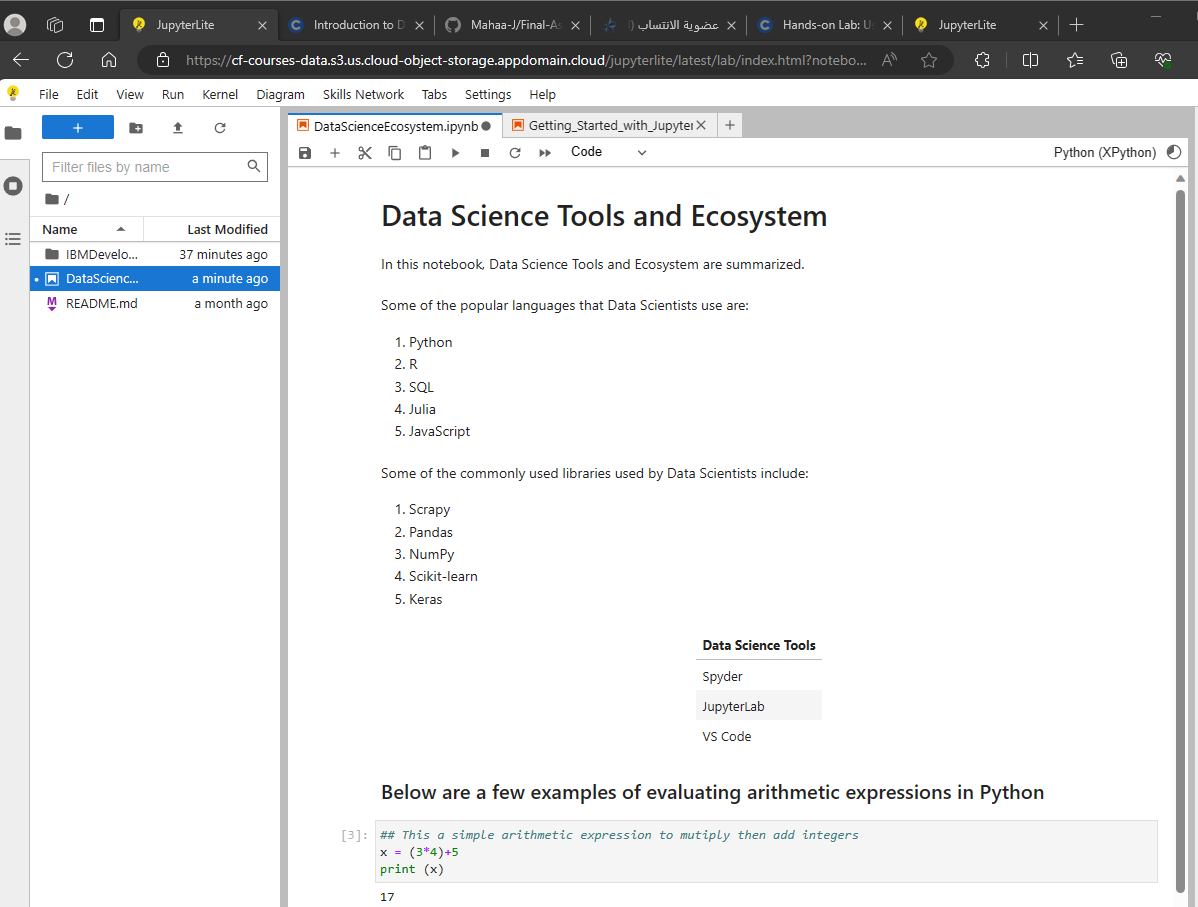 JupyterLite
Introduction to D
Mahaa-J/Final-As
عضوية الانتساب (
Hands-on Lab: Us
JupyterLite
https://cf-courses-data.s3.us.cloud-object-storage.appdomain.cloud/jupyterlite/latest/lab/index.html?notebo...
File Edit View Run Kernel Diagram Skills Network Tabs Settings Help
DataScienceEcosystem.ipynb
Getting_Started_with_Jupyter
Code
Python (XPython)
Filter files by name
/
Name Last Modified
IBMDevelo... 37 minutes ago
DataScienc... a minute ago
README.md a month ago
Data Science Tools and Ecosystem
In this notebook, Data Science Tools and Ecosystem are summarized.
Some of the popular languages that Data Scientists use are:
1. Python
2. R
3. SQL
4. Julia
5. JavaScript
Some of the commonly used libraries used by Data Scientists include:
1. Scrapy
2. Pandas
3. NumPy
4. Scikit-learn
5. Keras
Data Science Tools
Spyder
JupyterLab
VS Code
Below are a few examples of evaluating arithmetic expressions in Python
[3]: ## This a simple arithmetic expression to mutiply then add integers
x = (3*4)+5
print (x)
17